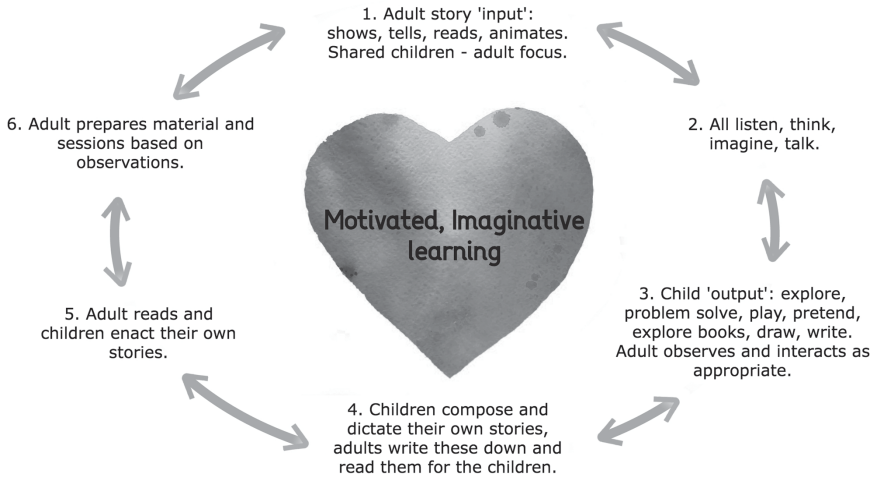 1. Adult story 'input':
shows, tells, reads, animates.
Shared children - adult focus.
2. All listen, think,
imagine, talk.
3. Child 'output': explore,
problem solve, play, pretend,
explore books, draw, write.
Adult observes and interacts as
appropriate.
4. Children compose and
dictate their own stories,
adults write these down and
read them for the children.
5. Adult reads and
children enact their own
stories.
6. Adult prepares material and
sessions based on
observations.
Motivated, Imaginative
learning